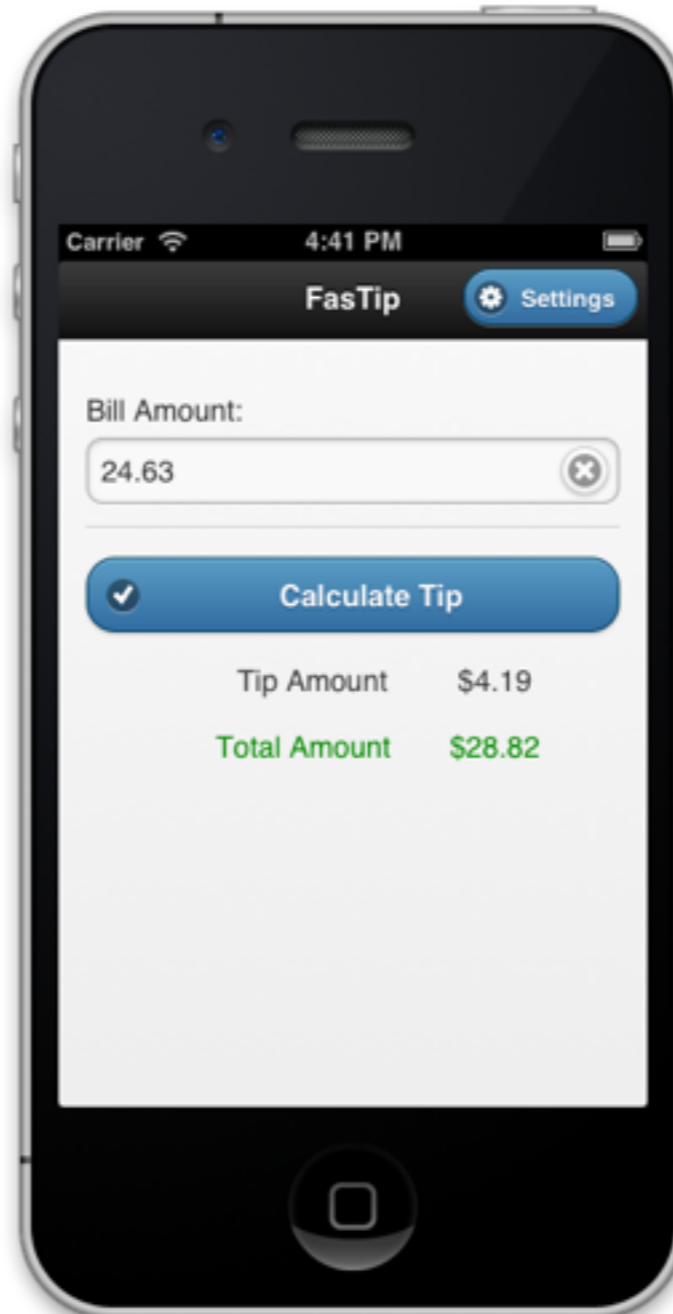 Carrier 4:41 PM
FasTip Settings
Bill Amount:
24.63
Calculate Tip
Tip Amount $4.19
Total Amount $28.82